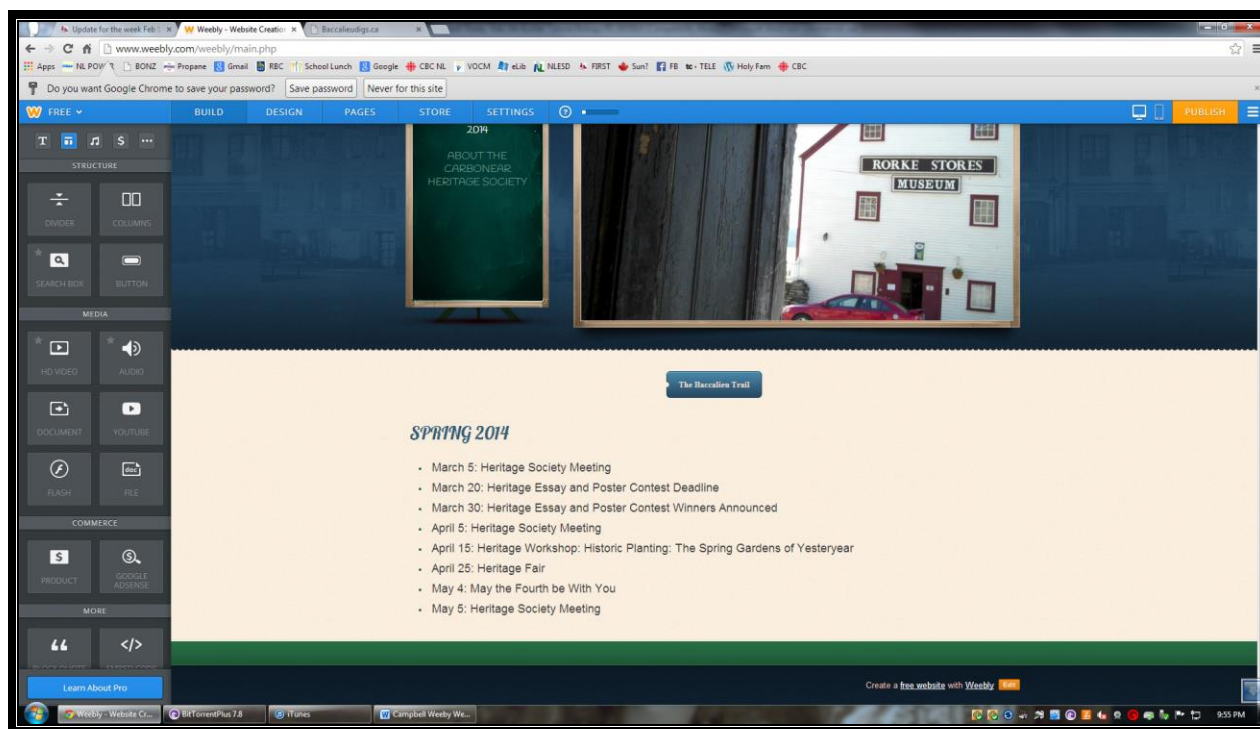 Update for the week Feb
Weebly - Website Creatio
Baccalieudigs.ca
www.weebly.com/weebly/main.php
Apps
NL POW
BONZ
Propane
Gmail
RBC
School Lunch
Google
CBC NL
VOCM
eLib
NLESD
FIRST
Sun!
FB
TELE
Holy Fam
CBC
Do you want Google Chrome to save your password?
Save password
Never for this site
FREE
BUILD
DESIGN
PAGES
STORE
SETTINGS
PUBLISH
STRUCTURE
DIVIDER
COLUMNS
SEARCH BOX
BUTTON
MEDIA
HD VIDEO
AUDIO
DOCUMENT
YOUTUBE
FLASH
doc
FILE
COMMERCE
PRODUCT
GOOGLE
ADSENSE
MORE
</>
Learn About Pro
2014
ABOUT THE
CARBONEAR
HERITAGE SOCIETY
RORKE STORES
MUSEUM
The Baccalieu Trail
SPRING 2014
• March 5: Heritage Society Meeting
• March 20: Heritage Essay and Poster Contest Deadline
• March 30: Heritage Essay and Poster Contest Winners Announced
• April 5: Heritage Society Meeting
• April 15: Heritage Workshop: Historic Planting: The Spring Gardens of Yesteryear
• April 25: Heritage Fair
• May 4: May the Fourth be With You
• May 5: Heritage Society Meeting
Create a free website with Weebly
Edit
Weebly - Website Cr...
BitTorrentPlus 7.8
iTunes
Campbell Weeby We...
9:55 PM